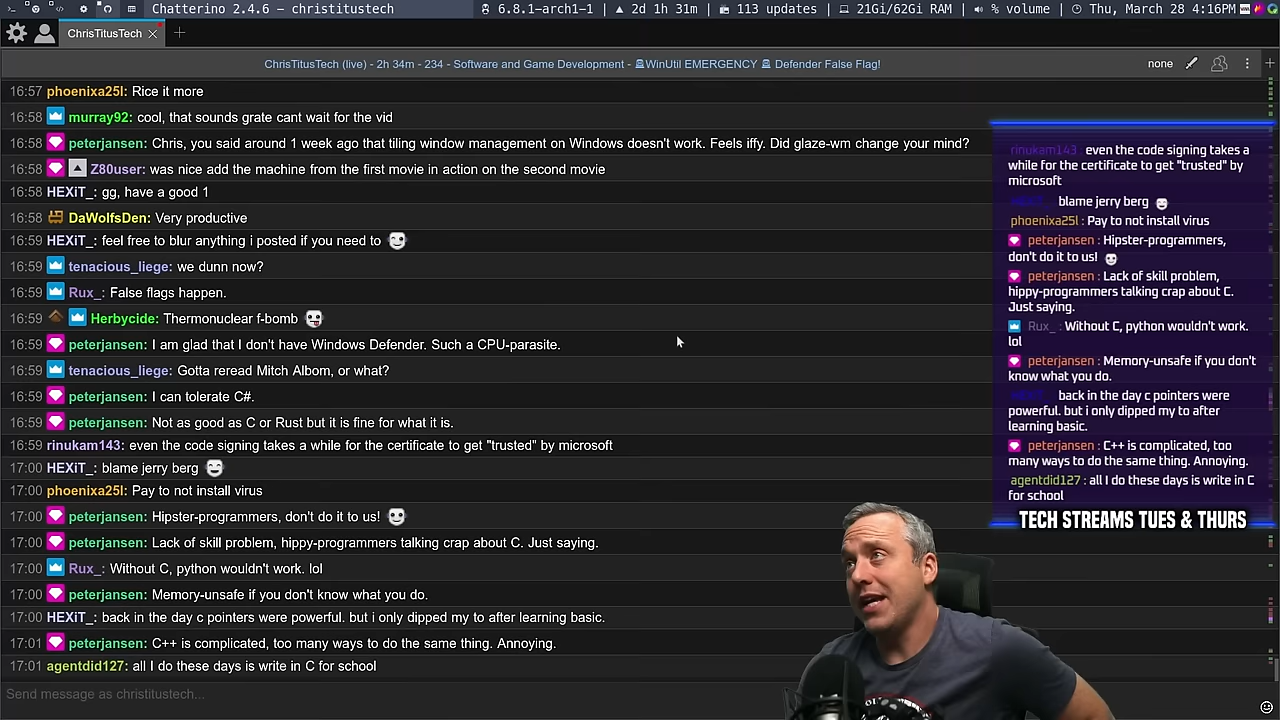 Chatterino 2.4.6 - christitustech
6.8.1-arch1-1 | ▲ 2d 1h 31m | 113 updates | 21Gi/62Gi RAM | % volume | Thu, March 28 4:16PM
ChrisTitusTech
ChrisTitusTech (live) - 2h 34m - 234 - Software and Game Development - 🚨WinUtil EMERGENCY 🚨 Defender False Flag!
none
16:57 phoenixa25l: Rice it more
16:58 murray92: cool, that sounds grate cant wait for the vid
16:58 peterjansen: Chris, you said around 1 week ago that tiling window management on Windows doesn't work. Feels iffy. Did glaze-wm change your mind?
16:58 Z80user: was nice add the machine from the first movie in action on the second movie
16:58 HEXiT_: gg, have a good 1
16:58 DaWolfsDen: Very productive
16:59 HEXiT_: feel free to blur anything i posted if you need to
16:59 tenacious_liege: we dunn now?
16:59 Rux_: False flags happen.
16:59 Herbycide: Thermonuclear f-bomb
16:59 peterjansen: I am glad that I don't have Windows Defender. Such a CPU-parasite.
16:59 tenacious_liege: Gotta reread Mitch Albom, or what?
16:59 peterjansen: I can tolerate C#.
16:59 peterjansen: Not as good as C or Rust but it is fine for what it is.
16:59 rinukam143: even the code signing takes a while for the certificate to get "trusted" by microsoft
17:00 HEXiT_: blame jerry berg
17:00 phoenixa25l: Pay to not install virus
17:00 peterjansen: Hipster-programmers, don't do it to us!
17:00 peterjansen: Lack of skill problem, hippy-programmers talking crap about C. Just saying.
17:00 Rux_: Without C, python wouldn't work. lol
17:00 peterjansen: Memory-unsafe if you don't know what you do.
17:00 HEXiT_: back in the day c pointers were powerful. but i only dipped my to after learning basic.
17:01 peterjansen: C++ is complicated, too many ways to do the same thing. Annoying.
17:01 agentdid127: all I do these days is write in C for school
Send message as christitustech...
rinukam143 : even the code signing takes a
while for the certificate to get "trusted" by
microsoft
blame jerry berg
phoenixa25l : Pay to not install virus
peterjansen : Hipster-programmers,
don't do it to us!
peterjansen : Lack of skill problem,
hippy-programmers talking crap about C.
Just saying.
Rux_ : Without C, python wouldn't work.
lol
peterjansen : Memory-unsafe if you don't
know what you do.
back in the day c pointers were
powerful. but i only dipped my to after
learning basic.
peterjansen : C++ is complicated, too
many ways to do the same thing. Annoying.
agentdid127 : all I do these days is write in C
for school
TECH STREAMS TUES & THURS